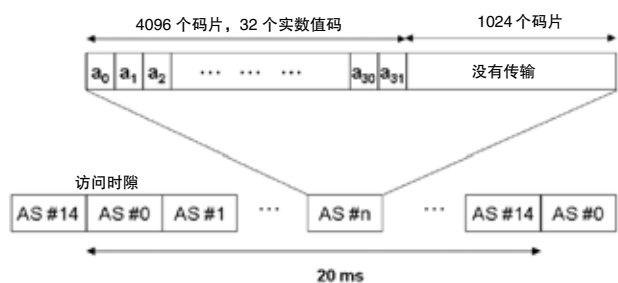 4096 个码片，32 个实数值码 1024 个码片
a0 a1 a2 ··· ··· ··· a30 a31 没有传输
访问时隙
AS #14 AS #0 AS #1 ··· AS #n ··· AS #14 AS #0
20 ms